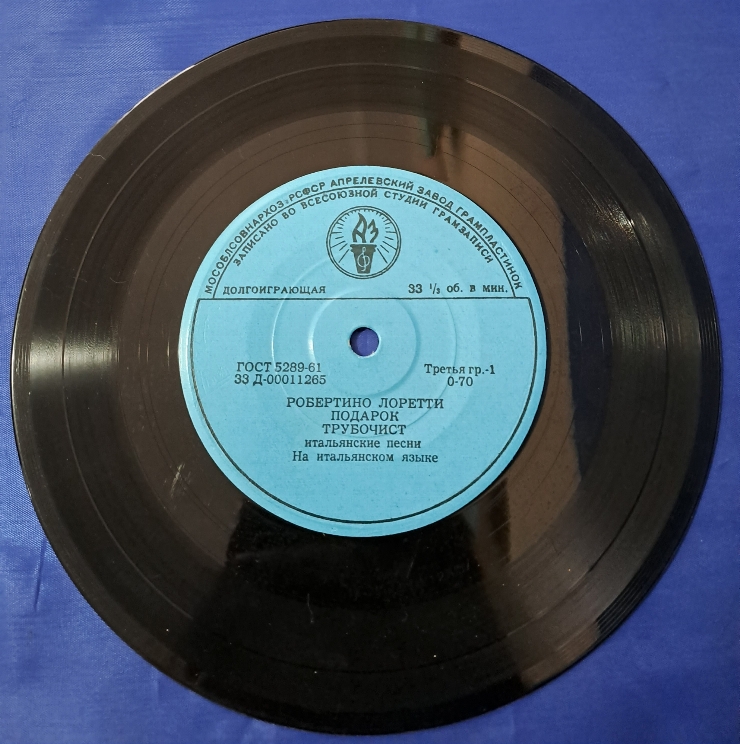 МОСОБЛСОВНАРХОЗ·РСФСР АПРЕЛЕВСКИЙ ЗАВОД ГРАМПЛАСТИНОК
ЗАПИСАНО ВО ВСЕСОЮЗНОЙ СТУДИИ ГРАМЗАПИСИ
АЗ
ДОЛГОИГРАЮЩАЯ 33 ⅓ об. в мин.
ГОСТ 5289-61 Третья гр.-1
33 Д-00011265 0-70
РОБЕРТИНО ЛОРЕТТИ
ПОДАРОК
ТРУБОЧИСТ
итальянские песни
На итальянском языке